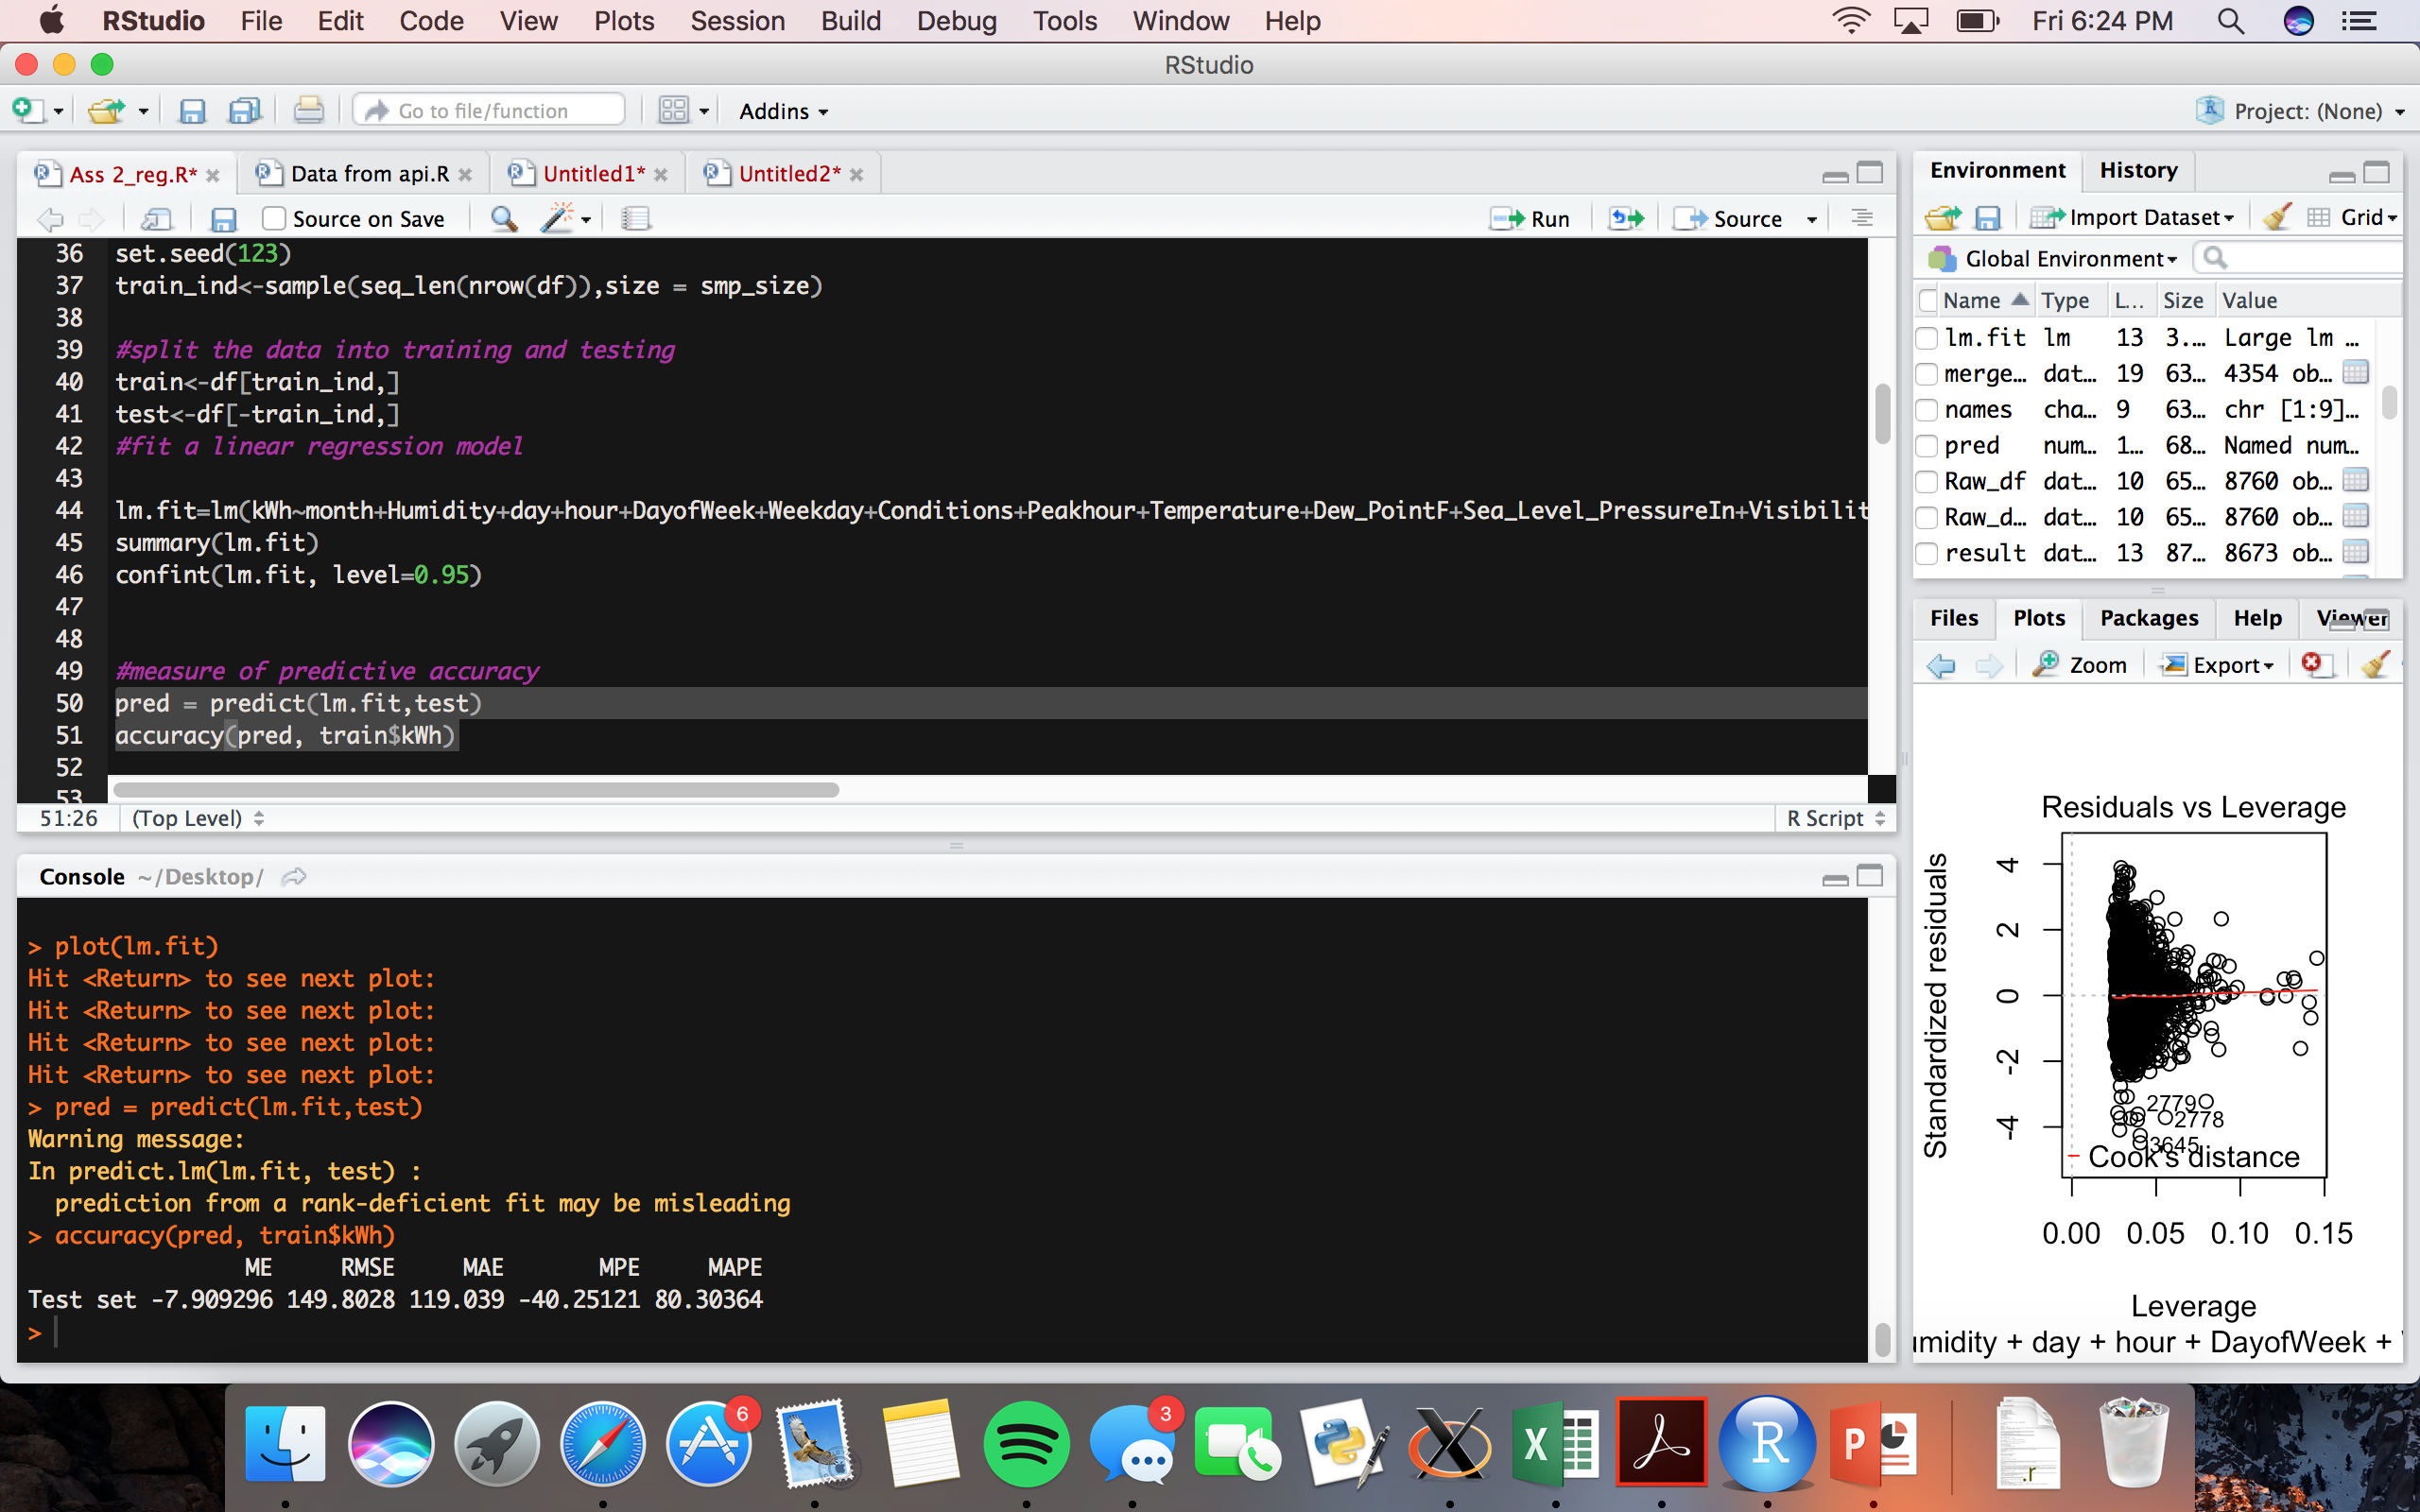 RStudio File Edit Code View Plots Session Build Debug Tools Window Help Fri 6:24 PM
RStudio
Go to file/function Addins Project: (None)
Ass 2_reg.R* Data from api.R Untitled1* Untitled2*
Source on Save Run Source
36 set.seed(123)
37 train_ind<-sample(seq_len(nrow(df)),size = smp_size)
38
39 #split the data into training and testing
40 train<-df[train_ind,]
41 test<-df[-train_ind,]
42 #fit a linear regression model
43
44 lm.fit=lm(kWh~month+Humidity+day+hour+DayofWeek+Weekday+Conditions+Peakhour+Temperature+Dew_PointF+Sea_Level_PressureIn+Visibilit
45 summary(lm.fit)
46 confint(lm.fit, level=0.95)
47
48
49 #measure of predictive accuracy
50 pred = predict(lm.fit,test)
51 accuracy(pred, train$kWh)
52
53
51:26 (Top Level) R Script
Console ~/Desktop/
> plot(lm.fit)
Hit <Return> to see next plot:
Hit <Return> to see next plot:
Hit <Return> to see next plot:
Hit <Return> to see next plot:
> pred = predict(lm.fit,test)
Warning message:
In predict.lm(lm.fit, test) :
prediction from a rank-deficient fit may be misleading
> accuracy(pred, train$kWh)
ME RMSE MAE MPE MAPE
Test set -7.909296 149.8028 119.039 -40.25121 80.30364
>
Environment History
Import Dataset Grid
Global Environment
Name Type L... Size Value
lm.fit lm 13 3.… Large lm …
merge… dat… 19 63… 4354 ob…
names cha… 9 63… chr [1:9]…
pred num… 1… 68… Named num…
Raw_df dat… 10 65… 8760 ob…
Raw_d… dat… 10 65… 8760 ob…
result dat… 13 87… 8673 ob…
Files Plots Packages Help Viewer
Zoom Export
Residuals vs Leverage
Standardized residuals
4
2
0
-2
-4
2779
2778
3645
Cook's distance
0.00 0.05 0.10 0.15
Leverage
umidity + day + hour + DayofWeek +
6
3
X
R
P
.r